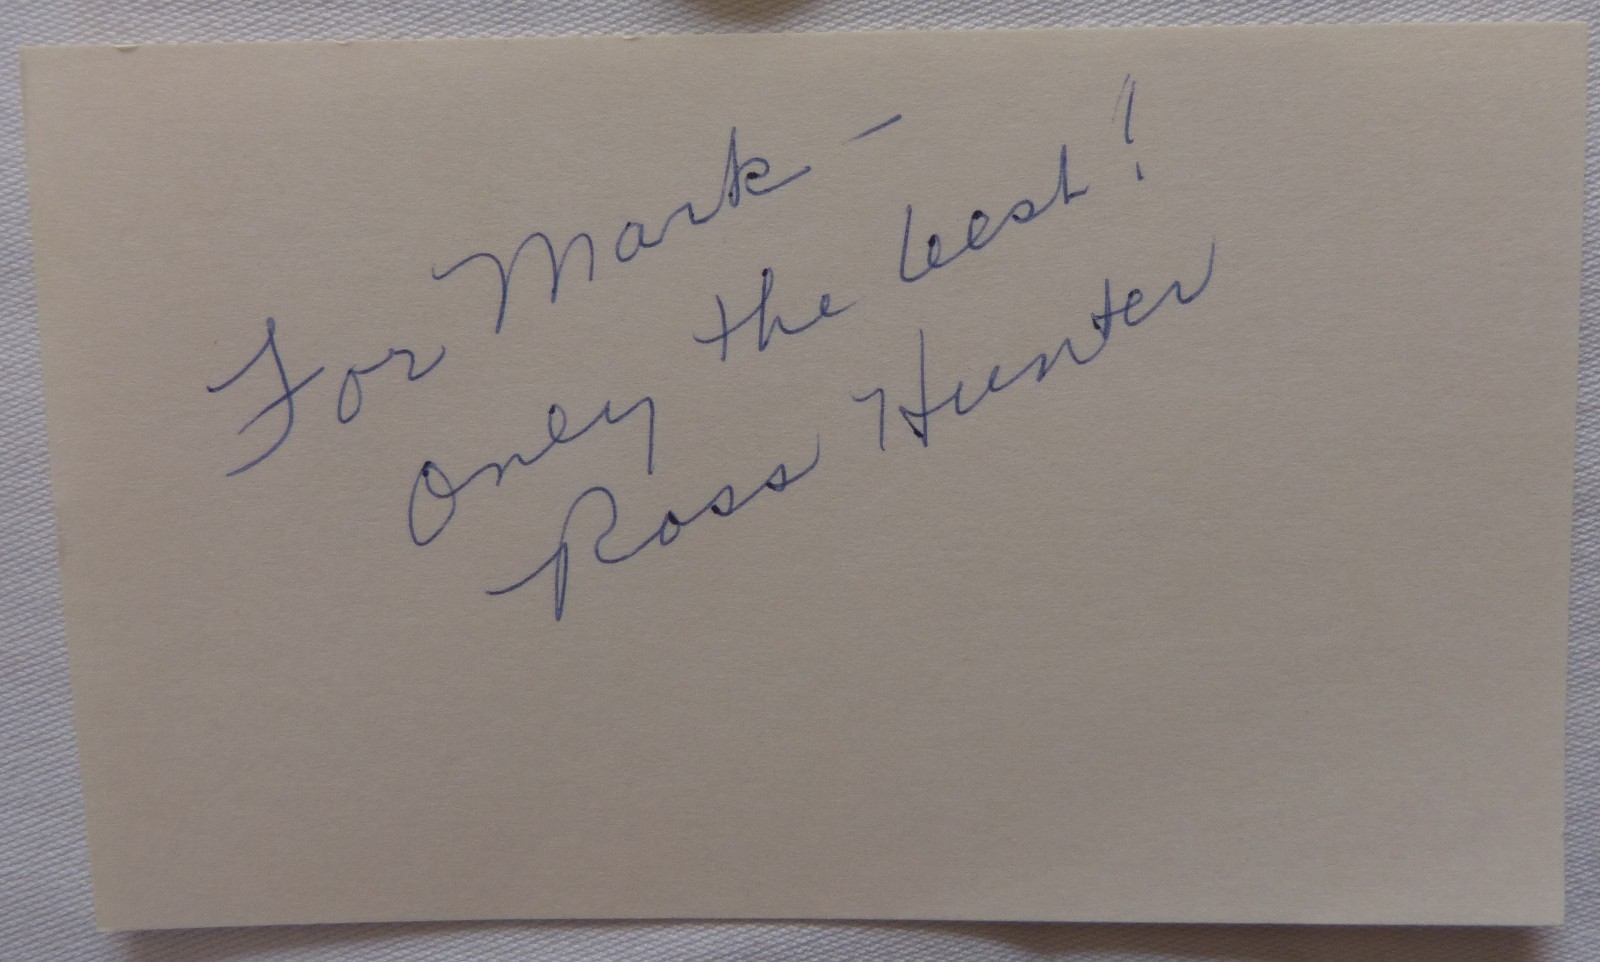 For Mark -
only the best!
Ross Hunter